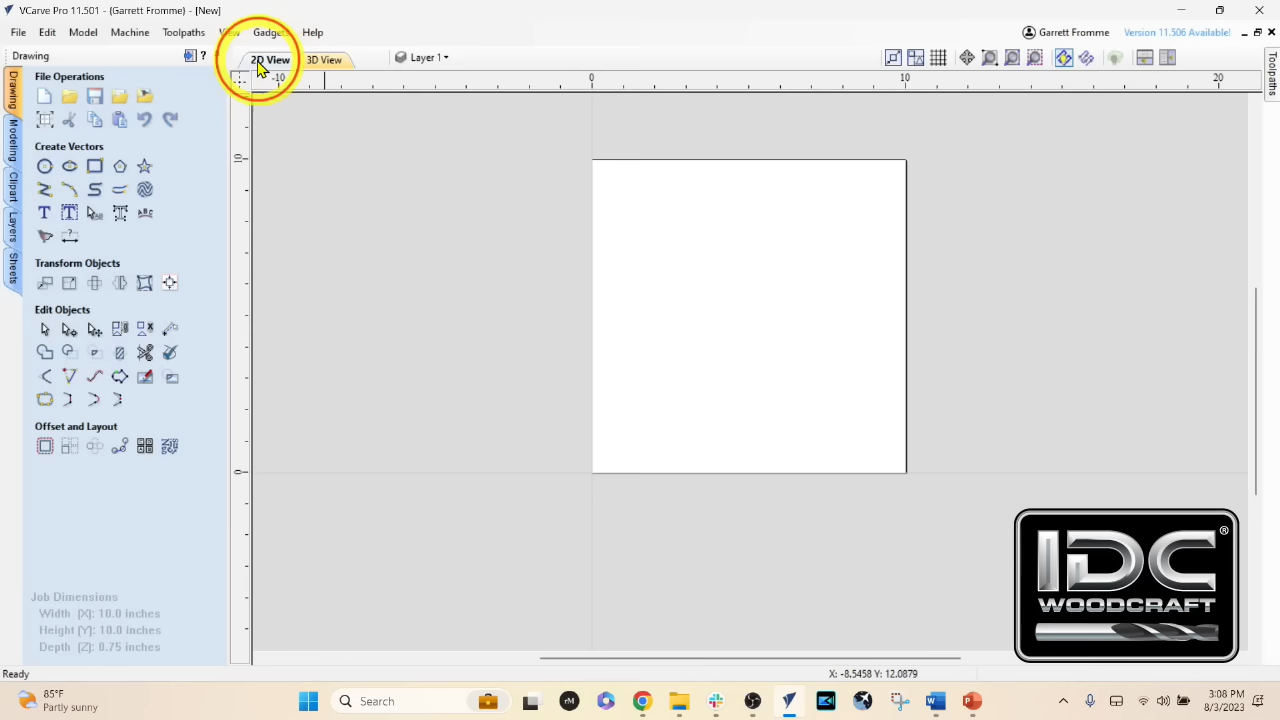 VCarve Pro 11.501 - {Garrett Fromme} - [New]
File Edit Model Machine Toolpaths View Gadgets Help
Garrett Fromme
Version 11.506 Available!
Drawing
?
2D View
3D View
Layer 1
-10
0
10
20
Drawing
Modeling
Clipart
Layers
Sheets
Toolpaths
File Operations
Create Vectors
Transform Objects
Edit Objects
Offset and Layout
10
0
Job Dimensions
Width (X): 10.0 inches
Height (Y): 10.0 inches
Depth (Z): 0.75 inches
IDC ®
WOODCRAFT
Ready
X: -8.5458 Y: 12.0879
85°F
Partly sunny
Search
3:08 PM
8/3/2023